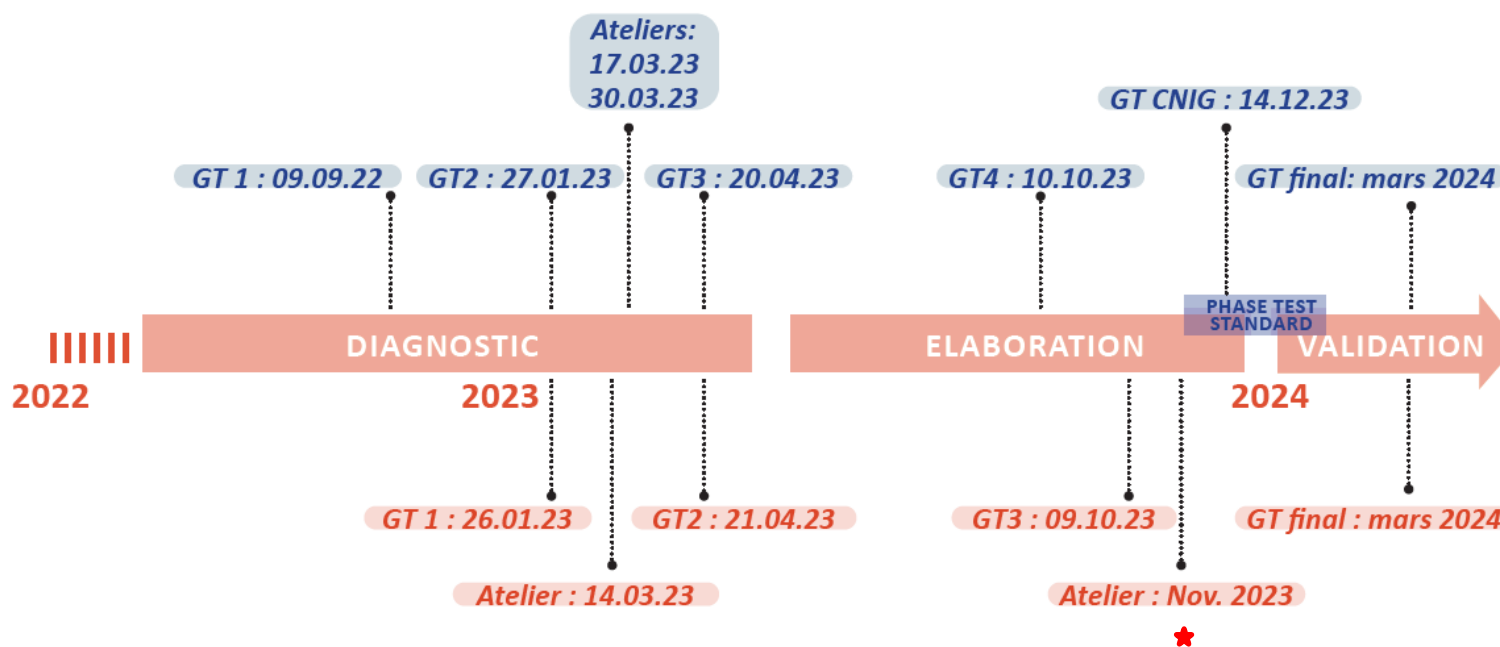 Ateliers:
17.03.23
30.03.23
GT CNIG : 14.12.23
GT 1 : 09.09.22
GT2 : 27.01.23
GT3 : 20.04.23
GT4 : 10.10.23
GT final: mars 2024
PHASE TEST
STANDARD
DIAGNOSTIC
ELABORATION
VALIDATION
2022
2023
2024
GT 1 : 26.01.23
GT2 : 21.04.23
GT3 : 09.10.23
GT final : mars 2024
Atelier : 14.03.23
Atelier : Nov. 2023